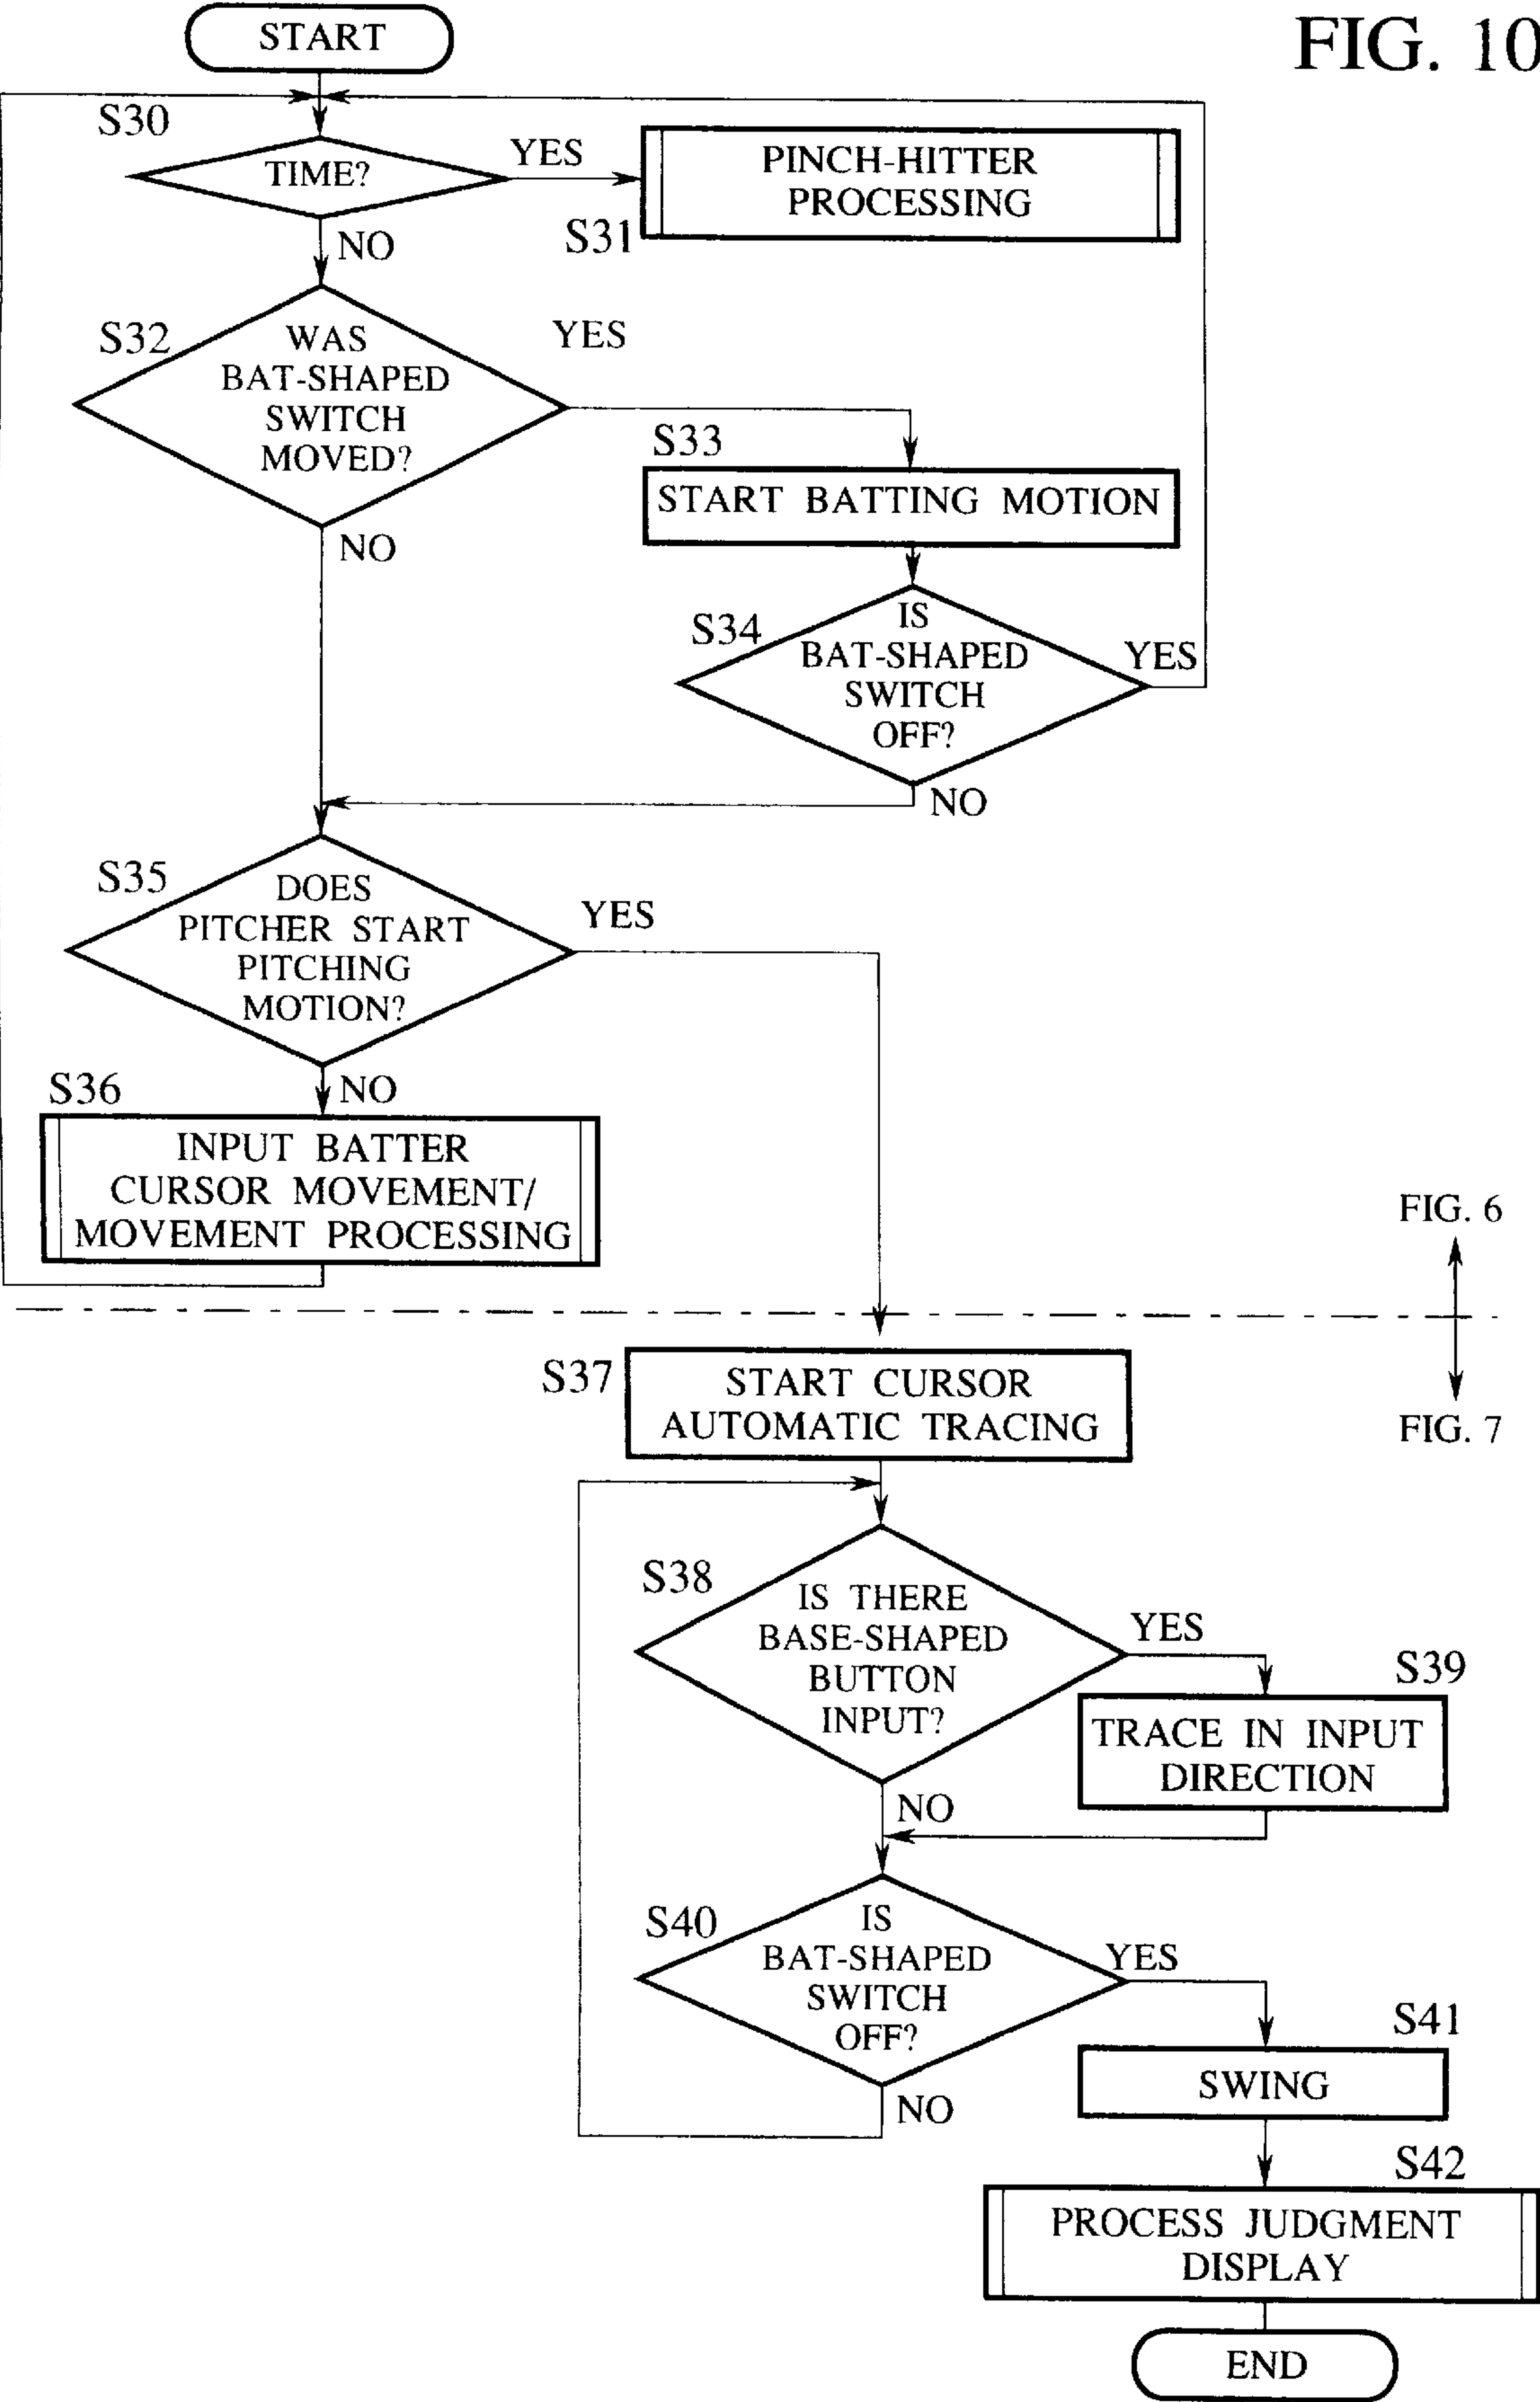 FIG. 10
START
S30
TIME?
YES
PINCH-HITTER
PROCESSING
S31
NO
S32
WAS
BAT-SHAPED
SWITCH
MOVED?
YES
S33
START BATTING MOTION
NO
S34
IS
BAT-SHAPED
SWITCH
OFF?
YES
NO
S35
DOES
PITCHER START
PITCHING
MOTION?
YES
NO
S36
INPUT BATTER
CURSOR MOVEMENT/
MOVEMENT PROCESSING
FIG. 6
FIG. 7
S37
START CURSOR
AUTOMATIC TRACING
S38
IS THERE
BASE-SHAPED
BUTTON
INPUT?
YES
S39
TRACE IN INPUT
DIRECTION
NO
S40
IS
BAT-SHAPED
SWITCH
OFF?
YES
S41
SWING
NO
S42
PROCESS JUDGMENT
DISPLAY
END